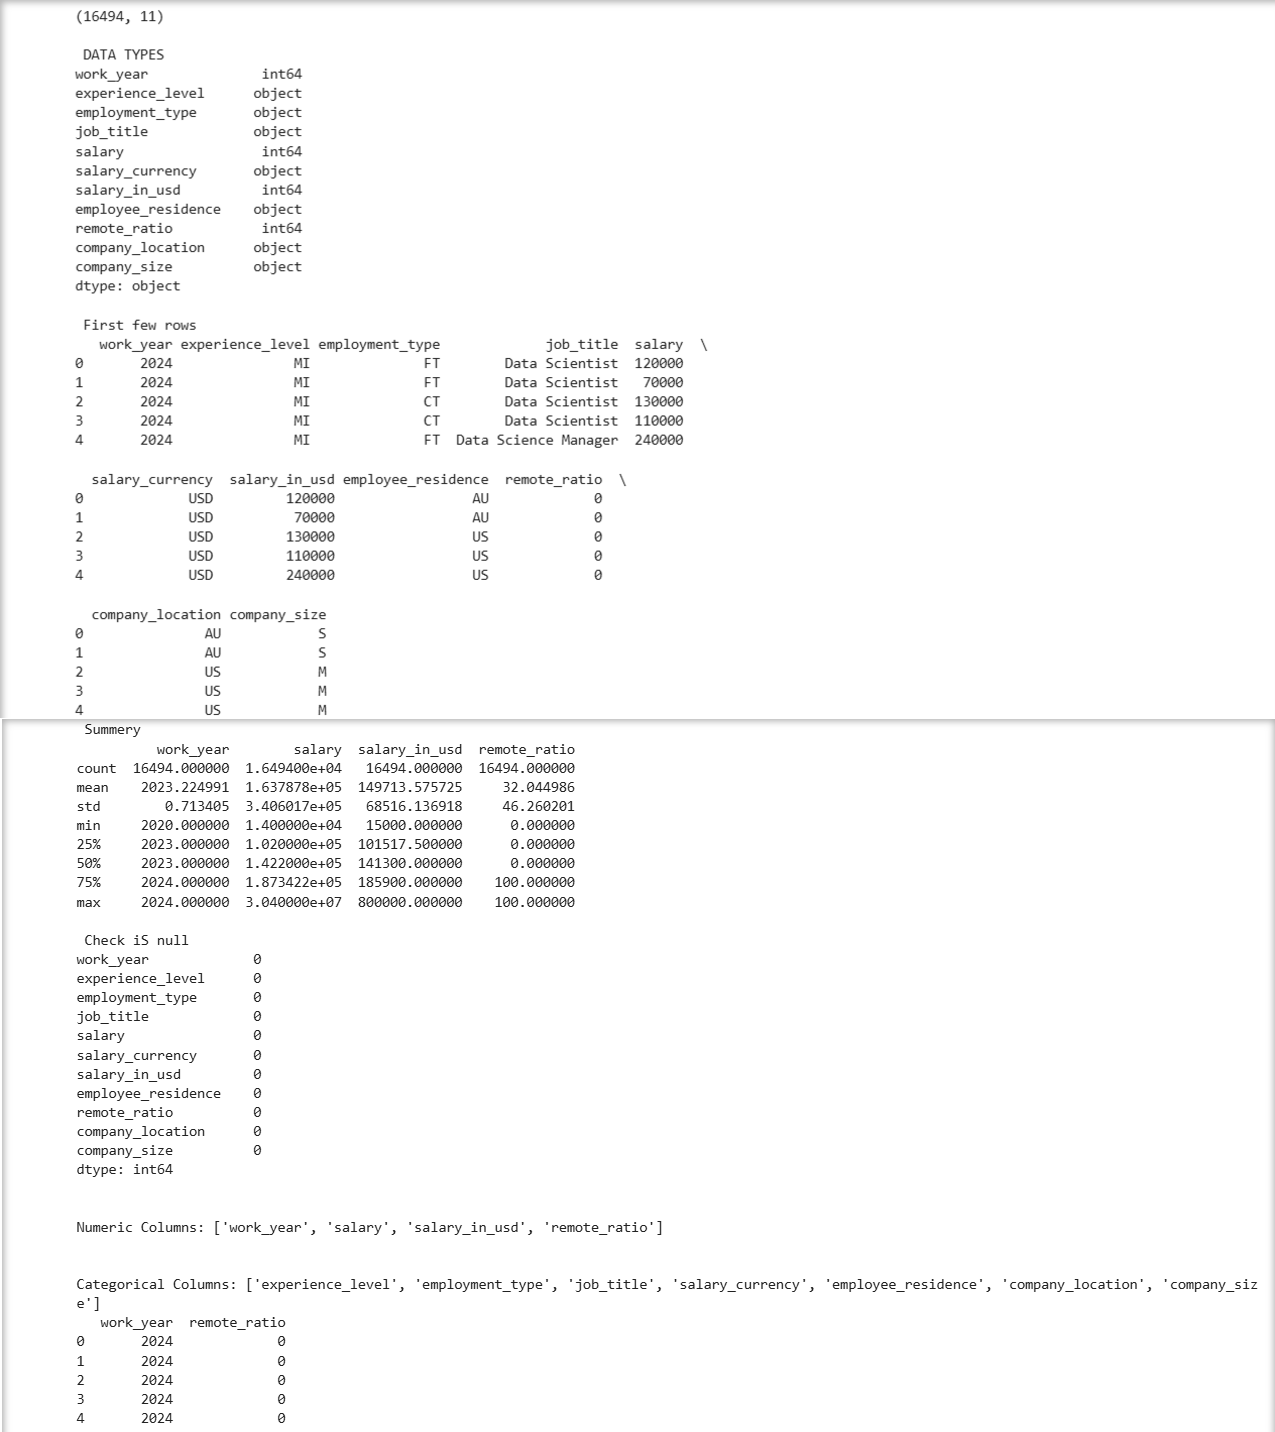 (16494, 11)
DATA TYPES
work_year int64
experience_level object
employment_type object
job_title object
salary int64
salary_currency object
salary_in_usd int64
employee_residence object
remote_ratio int64
company_location object
company_size object
dtype: object
First few rows
work_year experience_level employment_type job_title salary \
0 2024 MI FT Data Scientist 120000
1 2024 MI FT Data Scientist 70000
2 2024 MI CT Data Scientist 130000
3 2024 MI CT Data Scientist 110000
4 2024 MI FT Data Science Manager 240000
salary_currency salary_in_usd employee_residence remote_ratio \
0 USD 120000 AU 0
1 USD 70000 AU 0
2 USD 130000 US 0
3 USD 110000 US 0
4 USD 240000 US 0
company_location company_size
0 AU S
1 AU S
2 US M
3 US M
4 US M
Summery
work_year salary salary_in_usd remote_ratio
count 16494.000000 1.649400e+04 16494.000000 16494.000000
mean 2023.224991 1.637878e+05 149713.575725 32.044986
std 0.713405 3.406017e+05 68516.136918 46.260201
min 2020.000000 1.400000e+04 15000.000000 0.000000
25% 2023.000000 1.020000e+05 101517.500000 0.000000
50% 2023.000000 1.422000e+05 141300.000000 0.000000
75% 2024.000000 1.873422e+05 185900.000000 100.000000
max 2024.000000 3.040000e+07 800000.000000 100.000000
Check iS null
work_year 0
experience_level 0
employment_type 0
job_title 0
salary 0
salary_currency 0
salary_in_usd 0
employee_residence 0
remote_ratio 0
company_location 0
company_size 0
dtype: int64
Numeric Columns: ['work_year', 'salary', 'salary_in_usd', 'remote_ratio']
Categorical Columns: ['experience_level', 'employment_type', 'job_title', 'salary_currency', 'employee_residence', 'company_location', 'company_siz
e']
work_year remote_ratio
0 2024 0
1 2024 0
2 2024 0
3 2024 0
4 2024 0